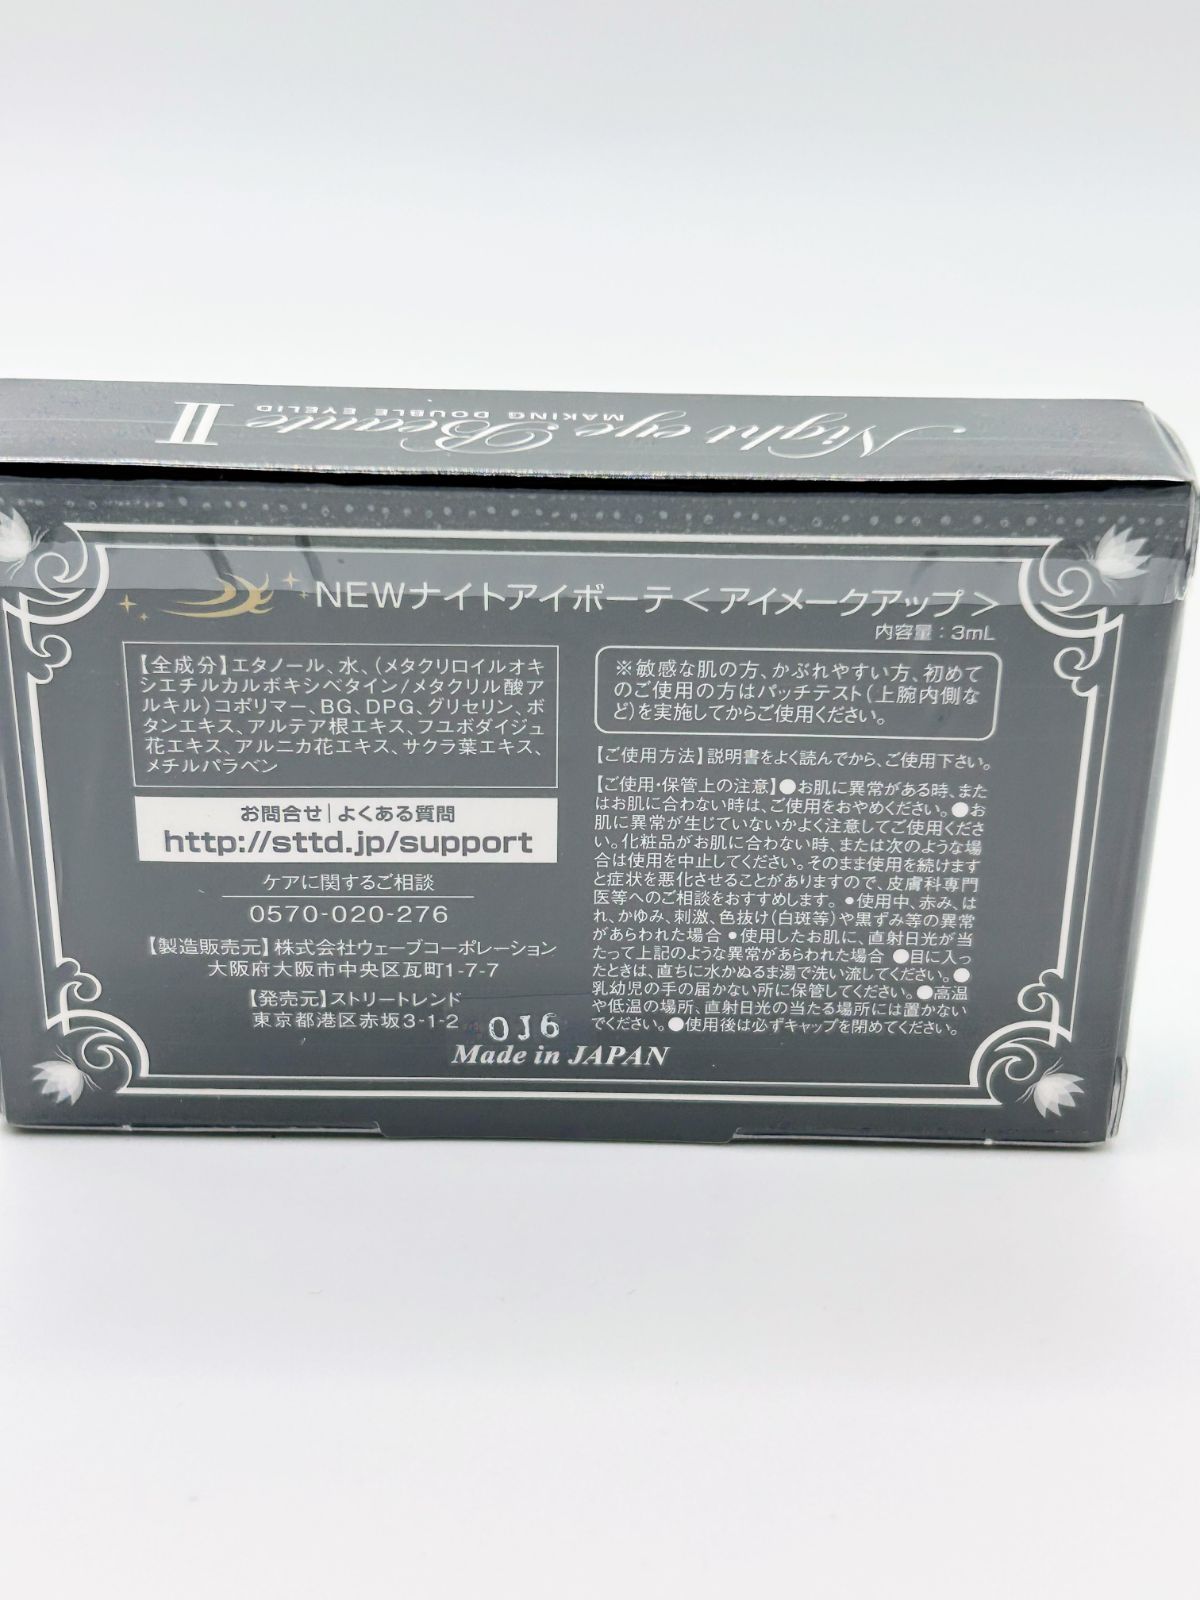 Night eye Beaute II
MAKING DOUBLE EYELID
NEWナイトアイボーテ<アイメークアップ>
内容量：3mL
【全成分】エタノール、水、(メタクリロイルオキ
シエチルカルボキシベタイン/メタクリル酸ア
ルキル)コポリマー、BG、DPG、グリセリン、ボ
タンエキス、アルテア根エキス、フユボダイジュ
花エキス、アルニカ花エキス、サクラ葉エキス、
メチルパラベン
お問合せ|よくある質問
http://sttd.jp/support
ケアに関するご相談
0570-020-276
【製造販売元】株式会社ウェーブコーポレーション
大阪府大阪市中央区瓦町1-7-7
【発売元】ストリートレンド
東京都港区赤坂3-1-2
016
※敏感な肌の方、かぶれやすい方、初めて
のご使用の方はパッチテスト(上腕内側な
ど)を実施してからご使用ください。
【ご使用方法】説明書をよく読んでから、ご使用下さい。
【ご使用・保管上の注意】●お肌に異常がある時、また
はお肌に合わない時は、ご使用をおやめください。●お
肌に異常が生じていないかよく注意してご使用くださ
い。化粧品がお肌に合わない時、または次のような場
合は使用を中止してください。そのまま使用を続けます
と症状を悪化させることがありますので、皮膚科専門
医等へのご相談をおすすめします。•使用中、赤み、は
れ、かゆみ、刺激、色抜け(白斑等)や黒ずみ等の異常
があらわれた場合•使用したお肌に、直射日光が当
たって上記のような異常があらわれた場合 ●目に入っ
たときは、直ちに水かぬるま湯で洗い流してください。●
乳幼児の手の届かない所に保管してください。●高温
や低温の場所、直射日光の当たる場所には置かない
でください。●使用後は必ずキャップを閉めてください。
Made in JAPAN